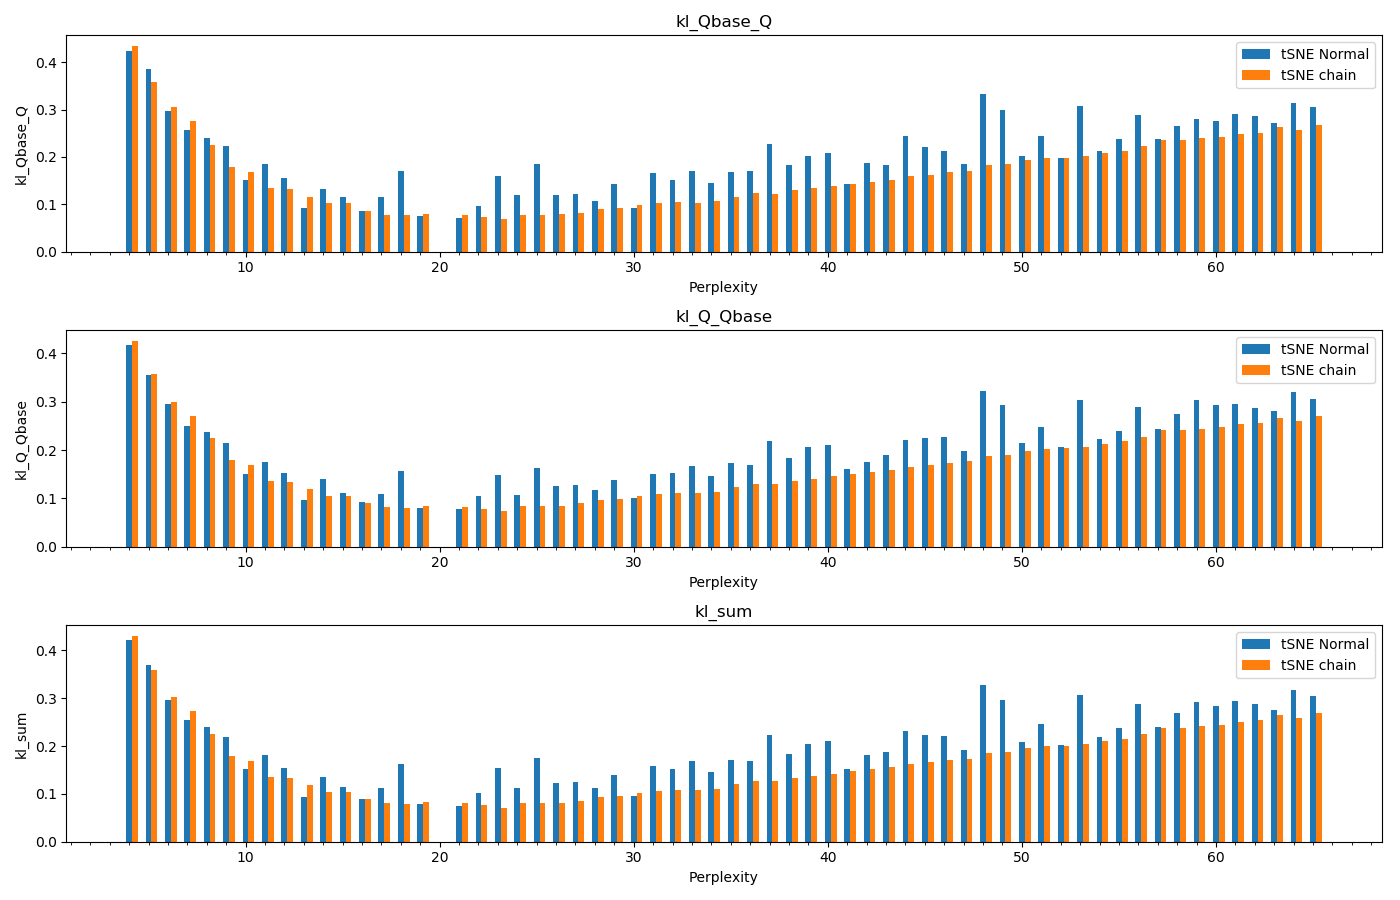 kl_Qbase_Q
kl_Qbase_Q
0.4
0.3
0.2
0.1
0.0
tSNE Normal
tSNE chain
10 20 30 40 50 60
Perplexity
kl_Q_Qbase
kl_Q_Qbase
0.4
0.3
0.2
0.1
0.0
tSNE Normal
tSNE chain
10 20 30 40 50 60
Perplexity
kl_sum
kl_sum
0.4
0.3
0.2
0.1
0.0
tSNE Normal
tSNE chain
10 20 30 40 50 60
Perplexity